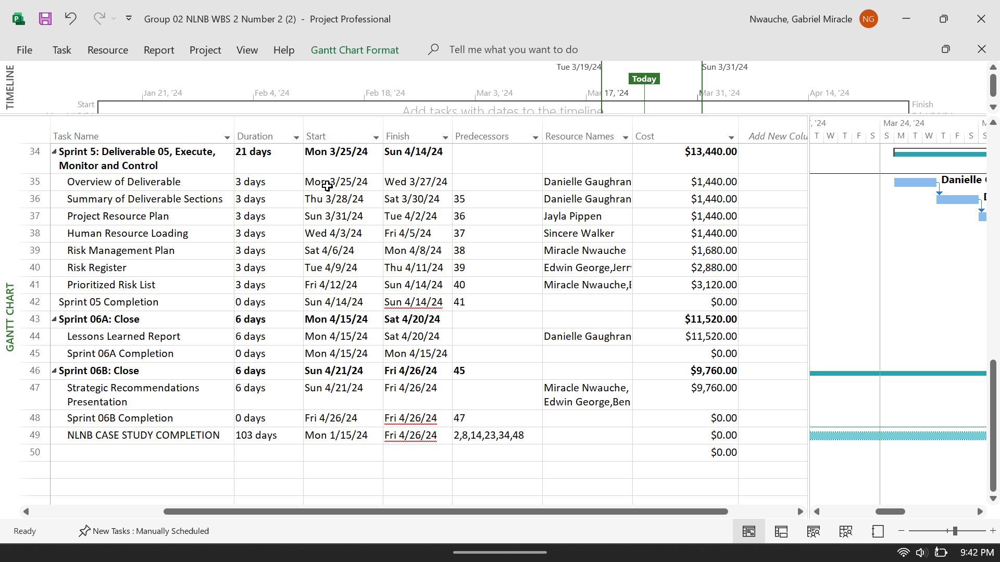 Group 02 NLNB WBS 2 Number 2 (2) - Project Professional
Nwauche, Gabriel Miracle NG
File Task Resource Report Project View Help Gantt Chart Format Tell me what you want to do
TIMELINE
Tue 3/19/24 Sun 3/31/24
Today
Jan 21, '24 Feb 4, '24 Feb 18, '24 Mar 3, '24 Mar 17, '24 Mar 31, '24 Apr 14, '24
Start Finish
Add tasks with dates to the timeline
GANTT CHART
, '24 Mar 24, '24
Task Name Duration Start Finish Predecessors Resource Names Cost Add New Colu T W T F S S M T W T F S S
34 Sprint 5: Deliverable 05, Execute, 21 days Mon 3/25/24 Sun 4/14/24 $13,440.00
Monitor and Control
35 Overview of Deliverable 3 days Mon 3/25/24 Wed 3/27/24 Danielle Gaughran $1,440.00 Danielle
36 Summary of Deliverable Sections 3 days Thu 3/28/24 Sat 3/30/24 35 Danielle Gaughran $1,440.00
37 Project Resource Plan 3 days Sun 3/31/24 Tue 4/2/24 36 Jayla Pippen $1,440.00
38 Human Resource Loading 3 days Wed 4/3/24 Fri 4/5/24 37 Sincere Walker $1,440.00
39 Risk Management Plan 3 days Sat 4/6/24 Mon 4/8/24 38 Miracle Nwauche $1,680.00
40 Risk Register 3 days Tue 4/9/24 Thu 4/11/24 39 Edwin George,Jerr $2,880.00
41 Prioritized Risk List 3 days Fri 4/12/24 Sun 4/14/24 40 Miracle Nwauche, $3,120.00
42 Sprint 05 Completion 0 days Sun 4/14/24 Sun 4/14/24 41 $0.00
43 Sprint 06A: Close 6 days Mon 4/15/24 Sat 4/20/24 $11,520.00
44 Lessons Learned Report 6 days Mon 4/15/24 Sat 4/20/24 Danielle Gaughran $11,520.00
45 Sprint 06A Completion 0 days Mon 4/15/24 Mon 4/15/24 $0.00
46 Sprint 06B: Close 6 days Sun 4/21/24 Fri 4/26/24 45 $9,760.00
47 Strategic Recommendations 6 days Sun 4/21/24 Fri 4/26/24 Miracle Nwauche, $9,760.00
Presentation Edwin George,Ben
48 Sprint 06B Completion 0 days Fri 4/26/24 Fri 4/26/24 47 $0.00
49 NLNB CASE STUDY COMPLETION 103 days Mon 1/15/24 Fri 4/26/24 2,8,14,23,34,48 $0.00
50 $0.00
Ready New Tasks : Manually Scheduled
9:42 PM